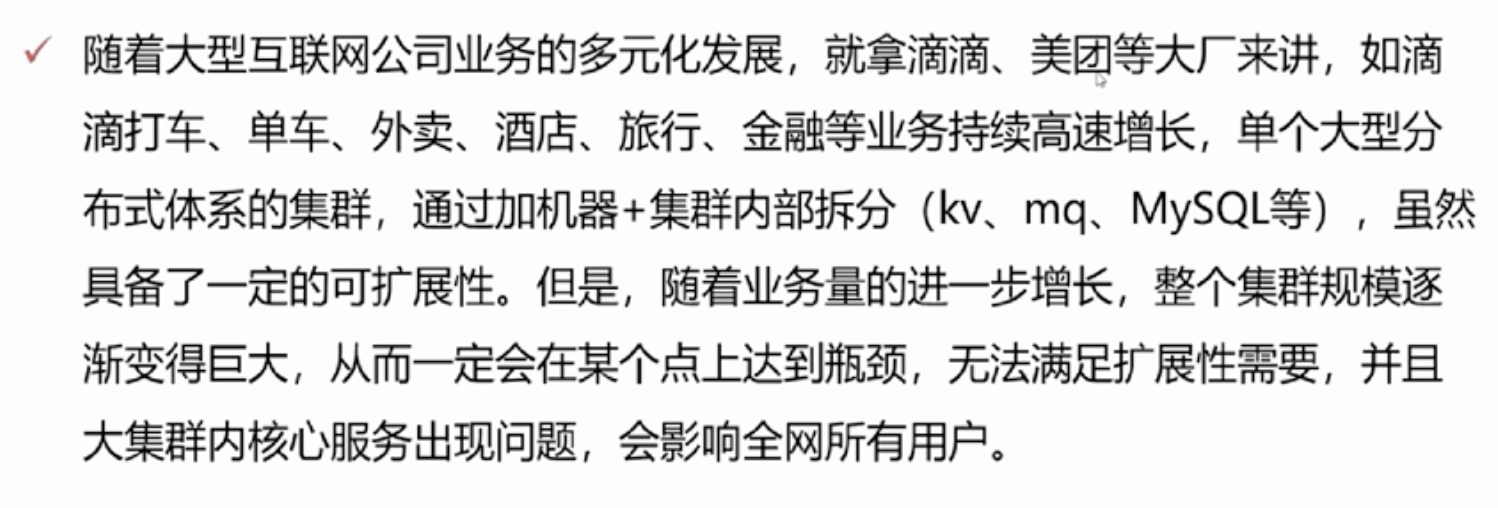 随着大型互联网公司业务的多元化发展，就拿滴滴、美团等大厂来讲，如滴
滴打车、单车、外卖、酒店、旅行、金融等业务持续高速增长，单个大型分
布式体系的集群，通过加机器+集群内部拆分（kv、mq、MySQL等），虽然
具备了一定的可扩展性。但是，随着业务量的进一步增长，整个集群规模逐
渐变得巨大，从而一定会在某个点上达到瓶颈，无法满足扩展性需要，并且
大集群内核心服务出现问题，会影响全网所有用户。